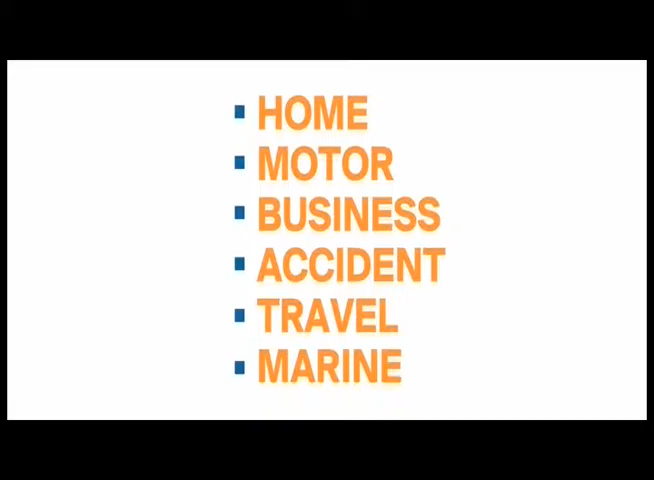 HOME
MOTOR
BUSINESS
ACCIDENT
TRAVEL
MARINE